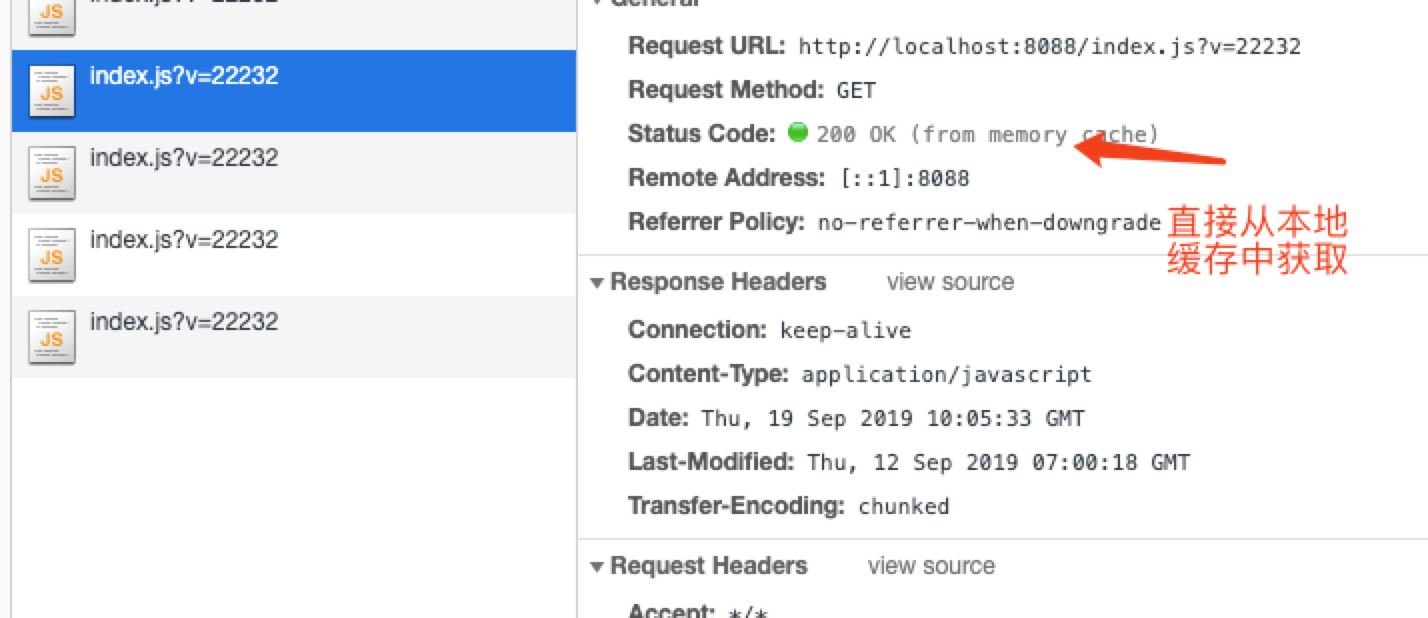 JS
index.js?v=22232
JS
index.js?v=22232
JS
index.js?v=22232
JS
index.js?v=22232
JS
General
Request URL: http://localhost:8088/index.js?v=22232
Request Method: GET
Status Code: 200 OK (from memory cache)
Remote Address: [::1]:8088
Referrer Policy: no-referrer-when-downgrade
直接从本地
缓存中获取
Response Headers view source
Connection: keep-alive
Content-Type: application/javascript
Date: Thu, 19 Sep 2019 10:05:33 GMT
Last-Modified: Thu, 12 Sep 2019 07:00:18 GMT
Transfer-Encoding: chunked
Request Headers view source
Accept: */*